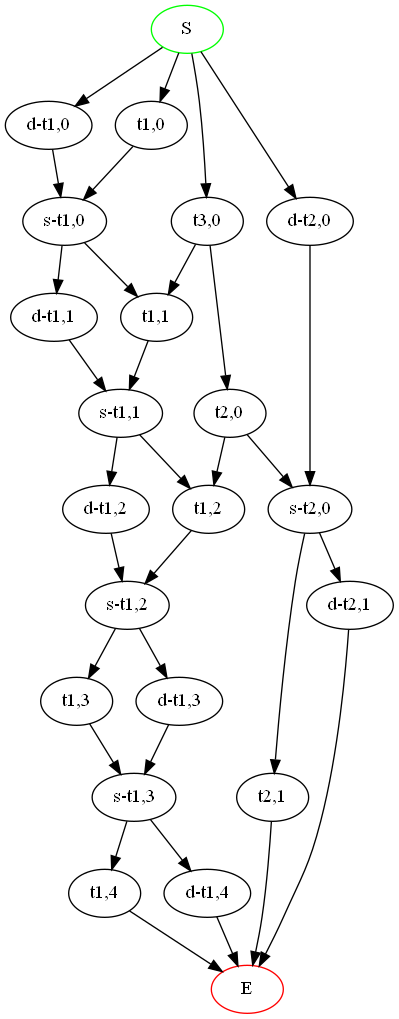 S
d-t1,0
t1,0
s-t1,0
t3,0
d-t2,0
d-t1,1
t1,1
s-t1,1
t2,0
d-t1,2
t1,2
s-t2,0
s-t1,2
d-t2,1
t1,3
d-t1,3
s-t1,3
t2,1
t1,4
d-t1,4
E